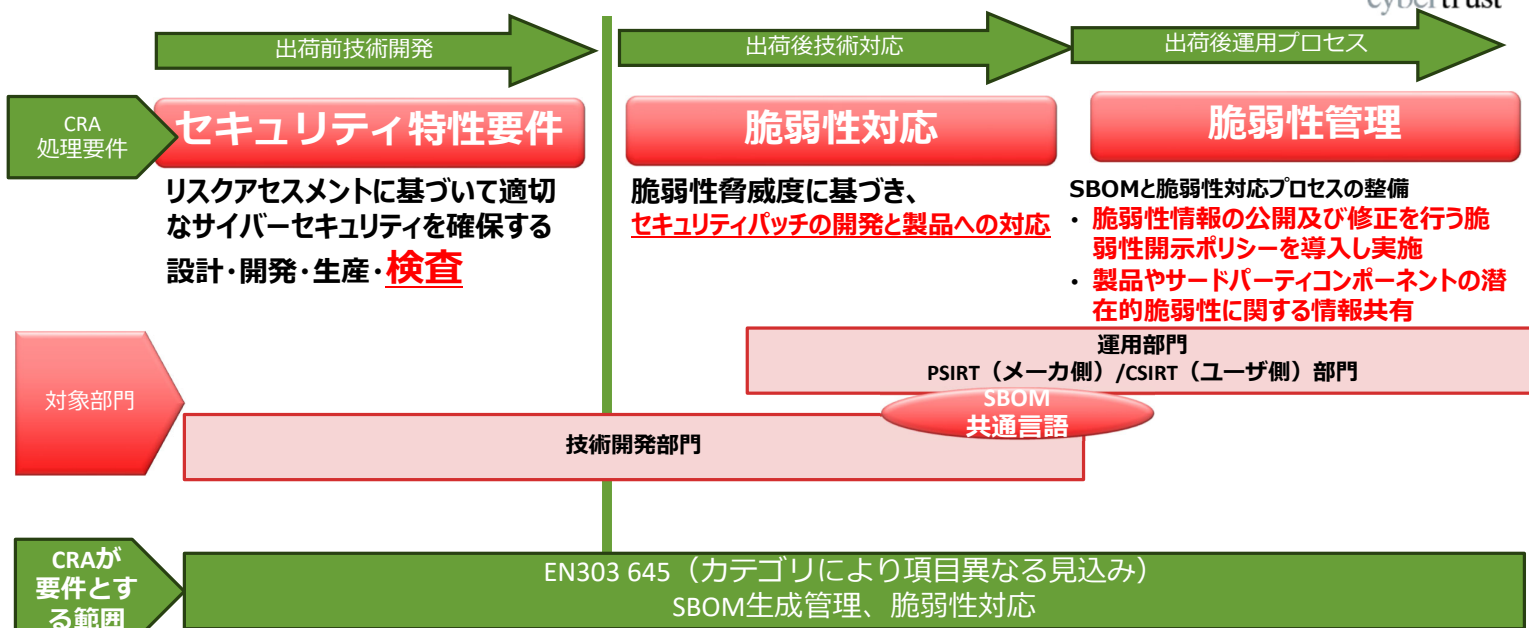 cybertrust
出荷前技術開発
出荷後技術対応
出荷後運用プロセス
CRA
処理要件
セキュリティ特性要件
脆弱性対応
脆弱性管理
リスクアセスメントに基づいて適切
なサイバーセキュリティを確保する
設計・開発・生産・検査
脆弱性脅威度に基づき、
セキュリティパッチの開発と製品への対応
SBOMと脆弱性対応プロセスの整備
・ 脆弱性情報の公開及び修正を行う脆
弱性開示ポリシーを導入し実施
・ 製品やサードパーティコンポーネントの潜
在的脆弱性に関する情報共有
対象部門
運用部門
PSIRT（メーカ側）/CSIRT（ユーザ側）部門
SBOM
共通言語
技術開発部門
CRAが
要件とす
る範囲
EN303 645（カテゴリにより項目異なる見込み）
SBOM生成管理、脆弱性対応